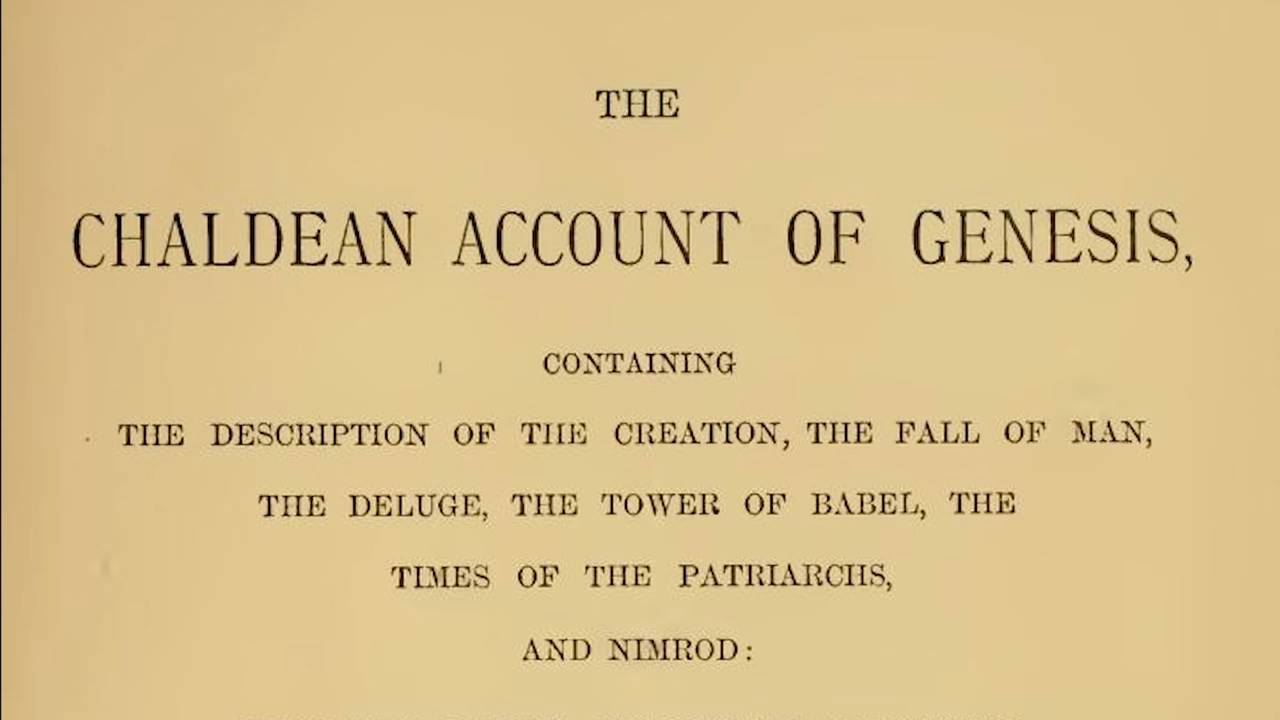 THE
CHALDEAN ACCOUNT OF GENESIS,
CONTAINING
THE DESCRIPTION OF THE CREATION, THE FALL OF MAN,
THE DELUGE, THE TOWER OF BABEL, THE
TIMES OF THE PATRIARCHS,
AND NIMROD: